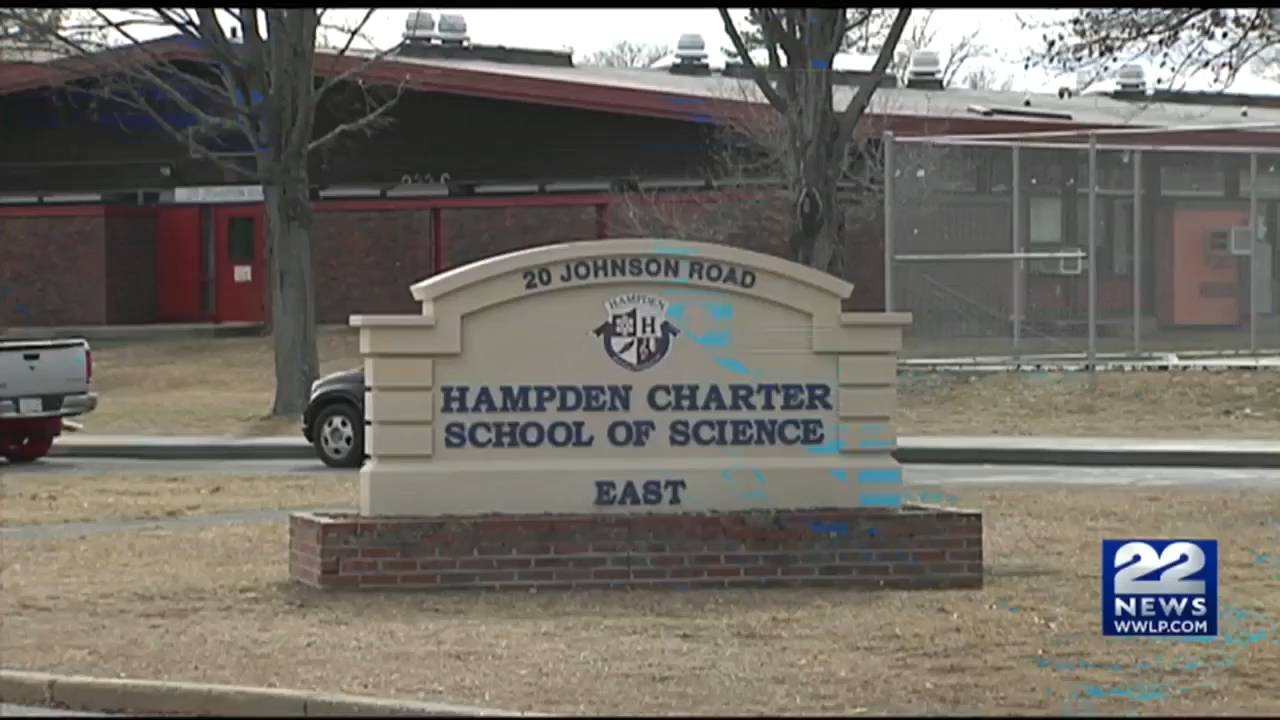 20 JOHNSON ROAD
HAMPDEN
H
HAMPDEN CHARTER
SCHOOL OF SCIENCE
EAST
22
NEWS
WWLP.COM